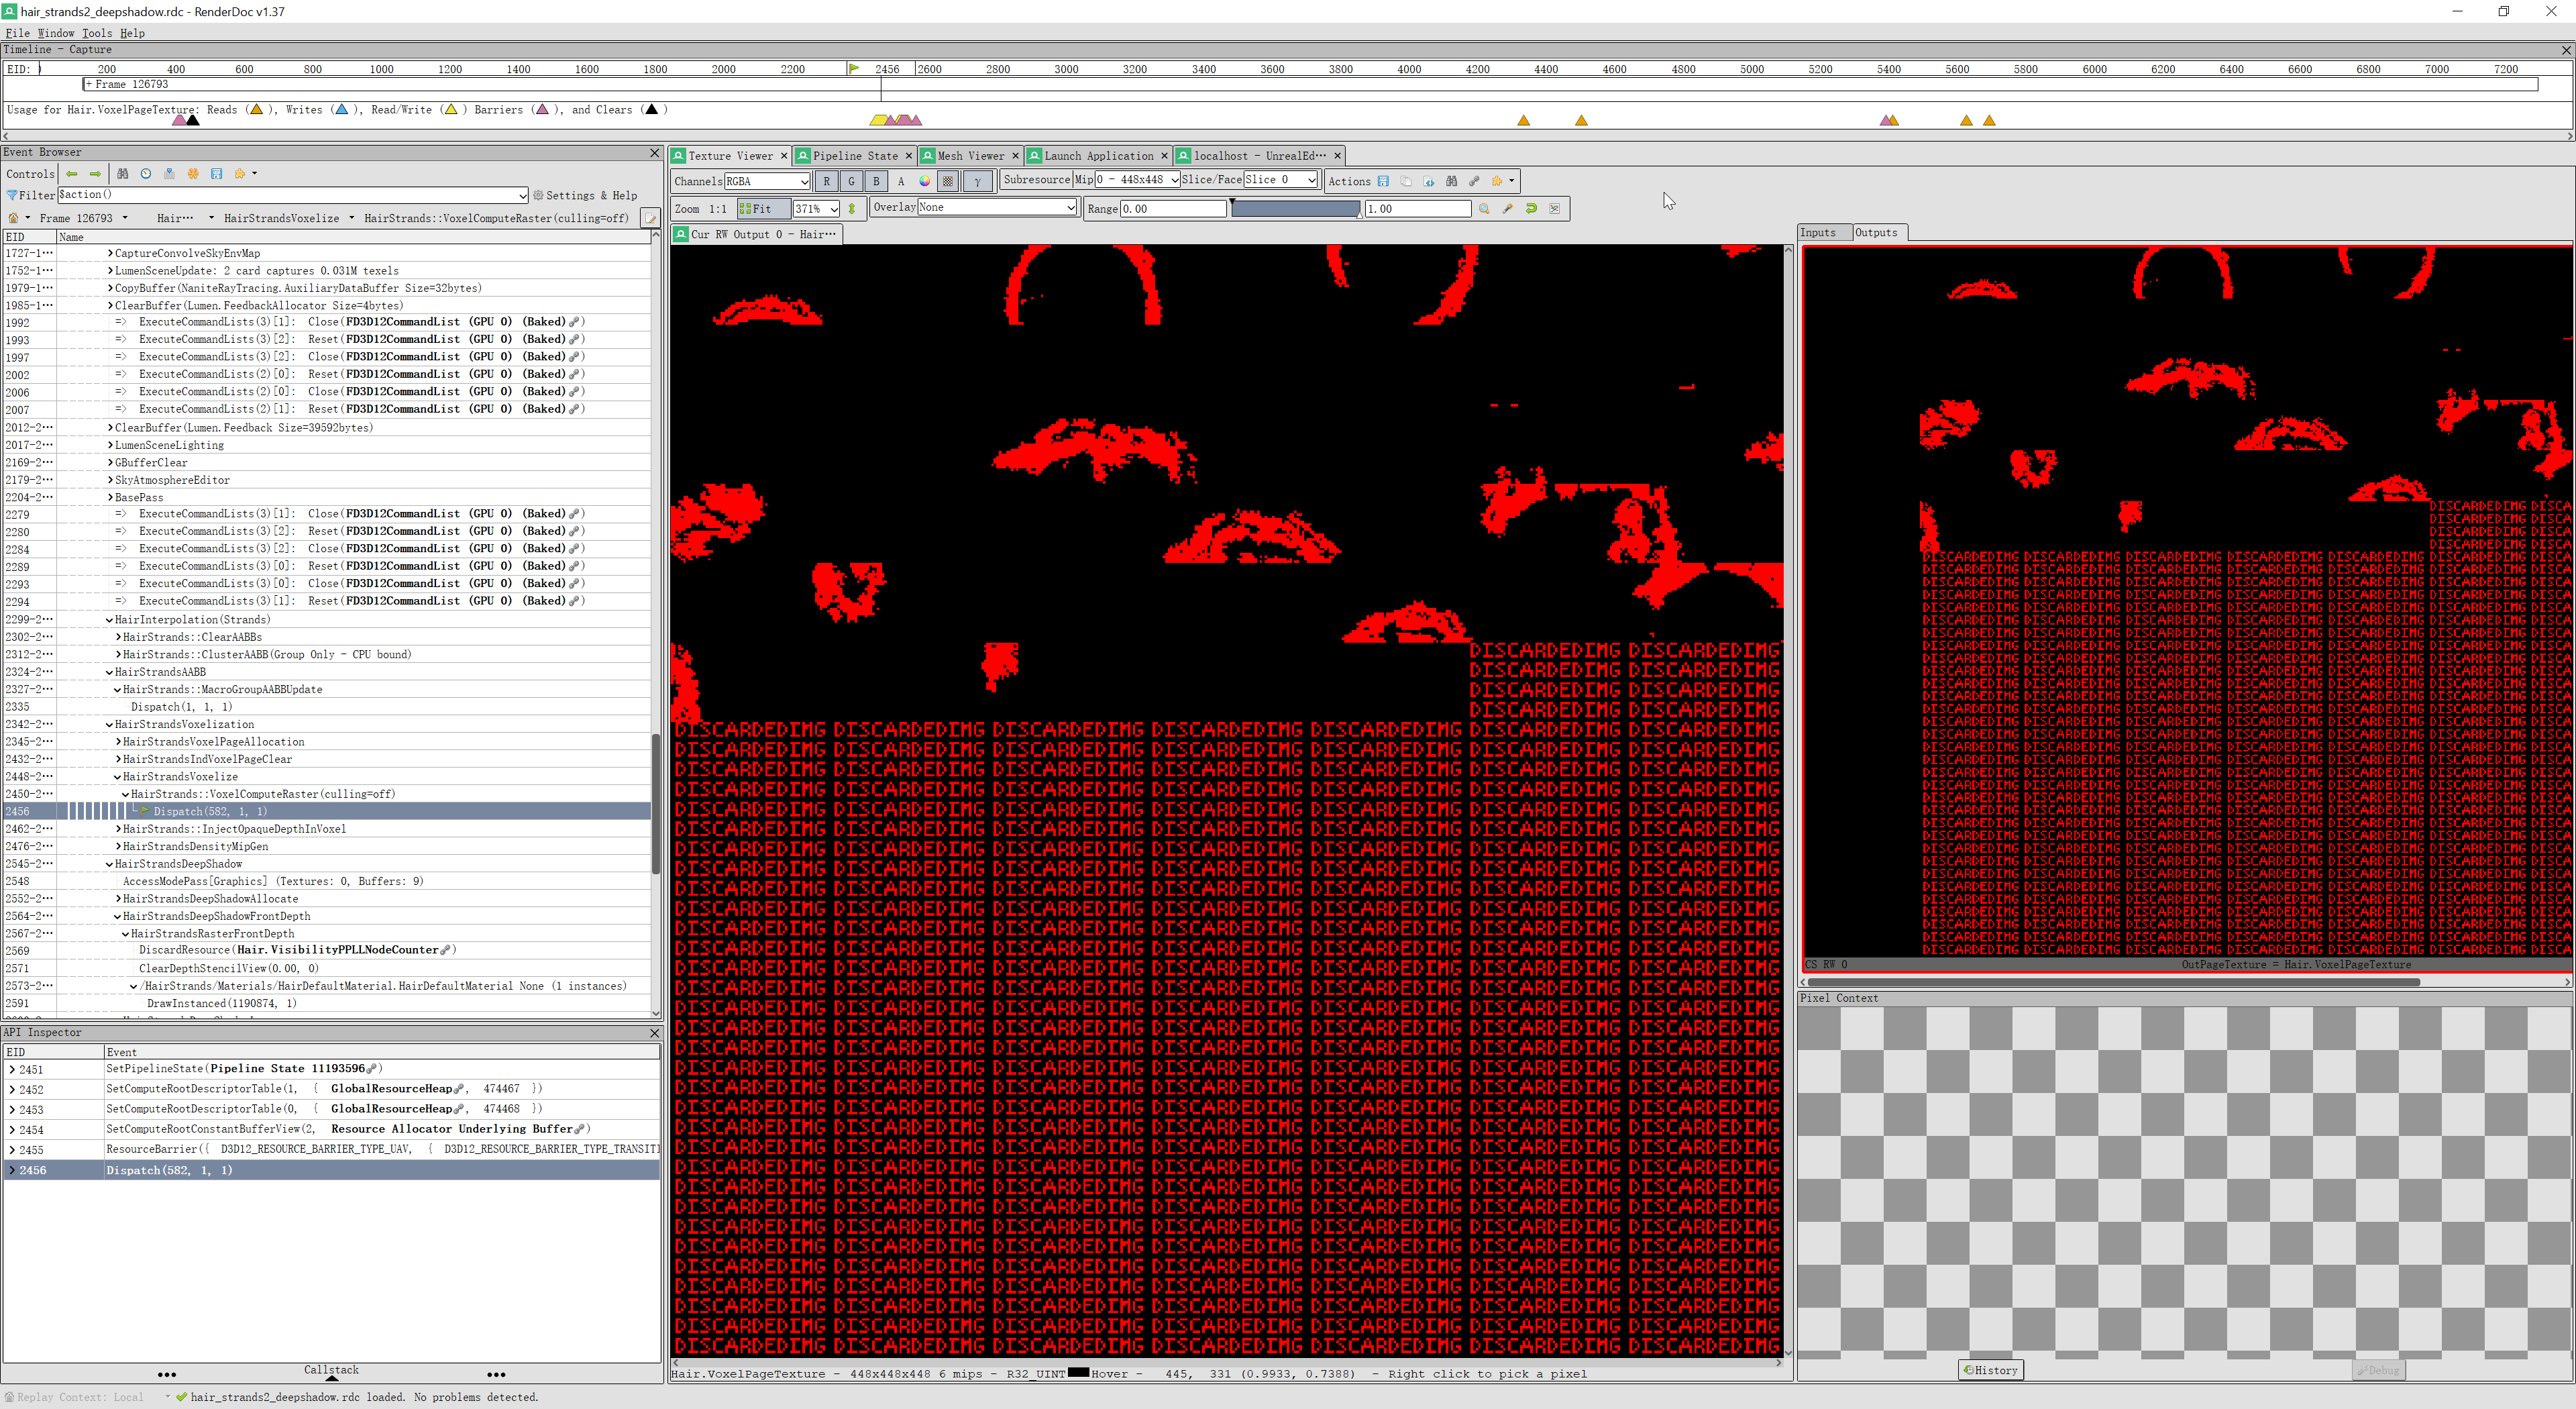 hair_strands2_deepshadow.rdc - RenderDoc v1.37
File Window Tools Help
Timeline - Capture
EID: 200 400 600 800 1000 1200 1400 1600 1800 2000 2200 2456 2600 2800 3000 3200 3400 3600 3800 4000 4200 4400 4600 4800 5000 5200 5400 5600 5800 6000 6200 6400 6600 6800 7000 7200
+ Frame 126793
Usage for Hair.VoxelPageTexture: Reads ( ), Writes ( ), Read/Write ( ) Barriers ( ), and Clears ( )
Event Browser
Controls
Filter $action() Settings & Help
Frame 126793 Hair··· HairStrandsVoxelize HairStrands::VoxelComputeRaster(culling=off)
EID Name
1727-1··· CaptureConvolveSkyEnvMap
1752-1··· LumenSceneUpdate: 2 card captures 0.031M texels
1979-1··· CopyBuffer(NaniteRayTracing.AuxiliaryDataBuffer Size=32bytes)
1985-1··· ClearBuffer(Lumen.FeedbackAllocator Size=4bytes)
1992 => ExecuteCommandLists(3)[1]: Close(FD3D12CommandList (GPU 0) (Baked))
1993 => ExecuteCommandLists(3)[2]: Reset(FD3D12CommandList (GPU 0) (Baked))
1997 => ExecuteCommandLists(3)[2]: Close(FD3D12CommandList (GPU 0) (Baked))
2002 => ExecuteCommandLists(2)[0]: Reset(FD3D12CommandList (GPU 0) (Baked))
2006 => ExecuteCommandLists(2)[0]: Close(FD3D12CommandList (GPU 0) (Baked))
2007 => ExecuteCommandLists(2)[1]: Reset(FD3D12CommandList (GPU 0) (Baked))
2012-2··· ClearBuffer(Lumen.Feedback Size=39592bytes)
2017-2··· LumenSceneLighting
2169-2··· GBufferClear
2179-2··· SkyAtmosphereEditor
2204-2··· BasePass
2279 => ExecuteCommandLists(3)[1]: Close(FD3D12CommandList (GPU 0) (Baked))
2280 => ExecuteCommandLists(3)[2]: Reset(FD3D12CommandList (GPU 0) (Baked))
2284 => ExecuteCommandLists(3)[2]: Close(FD3D12CommandList (GPU 0) (Baked))
2289 => ExecuteCommandLists(3)[0]: Reset(FD3D12CommandList (GPU 0) (Baked))
2293 => ExecuteCommandLists(3)[0]: Close(FD3D12CommandList (GPU 0) (Baked))
2294 => ExecuteCommandLists(3)[1]: Reset(FD3D12CommandList (GPU 0) (Baked))
2299-2··· HairInterpolation(Strands)
2302-2··· HairStrands::ClearAABBs
2312-2··· HairStrands::ClusterAABB(Group Only - CPU bound)
2324-2··· HairStrandsAABB
2327-2··· HairStrands::MacroGroupAABBUpdate
2335 Dispatch(1, 1, 1)
2342-2··· HairStrandsVoxelization
2345-2··· HairStrandsVoxelPageAllocation
2432-2··· HairStrandsIndVoxelPageClear
2448-2··· HairStrandsVoxelize
2450-2··· HairStrands::VoxelComputeRaster(culling=off)
2456 Dispatch(582, 1, 1)
2462-2··· HairStrands::InjectOpaqueDepthInVoxel
2476-2··· HairStrandsDensityMipGen
2545-2··· HairStrandsDeepShadow
2548 AccessModePass[Graphics] (Textures: 0, Buffers: 9)
2552-2··· HairStrandsDeepShadowAllocate
2564-2··· HairStrandsDeepShadowFrontDepth
2567-2··· HairStrandsRasterFrontDepth
2569 DiscardResource(Hair.VisibilityPPLLNodeCounter)
2571 ClearDepthStencilView(0.00, 0)
2573-2··· /HairStrands/Materials/HairDefaultMaterial.HairDefaultMaterial None (1 instances)
2591 DrawInstanced(1190874, 1)
API Inspector
EID Event
2451 SetPipelineState(Pipeline State 11193596)
2452 SetComputeRootDescriptorTable(1, { GlobalResourceHeap, 474467 })
2453 SetComputeRootDescriptorTable(0, { GlobalResourceHeap, 474468 })
2454 SetComputeRootConstantBufferView(2, Resource Allocator Underlying Buffer)
2455 ResourceBarrier({ D3D12_RESOURCE_BARRIER_TYPE_UAV, { D3D12_RESOURCE_BARRIER_TYPE_TRANSITI
2456 Dispatch(582, 1, 1)
Callstack
Replay Context: Local hair_strands2_deepshadow.rdc loaded. No problems detected.
Texture Viewer Pipeline State Mesh Viewer Launch Application localhost - UnrealEd···
Channels RGBA R G B A γ Subresource Mip 0 - 448x448 Slice/Face Slice 0 Actions
Zoom 1:1 Fit 371% Overlay None Range 0.00 1.00
Cur RW Output 0 - Hair···
DISCARDEDIMG DISCARDEDIMG
Hair.VoxelPageTexture - 448x448x448 6 mips - R32_UINT Hover - 445, 331 (0.9933, 0.7388) - Right click to pick a pixel
Inputs Outputs
DISCARDEDIMG DISCARDEDIMG DISCARDEDIMG DISCARDEDIMG DISCARDEDIMG DISCARDEDIMG DISCA
CS RW 0 OutPageTexture = Hair.VoxelPageTexture
Pixel Context
History Debug